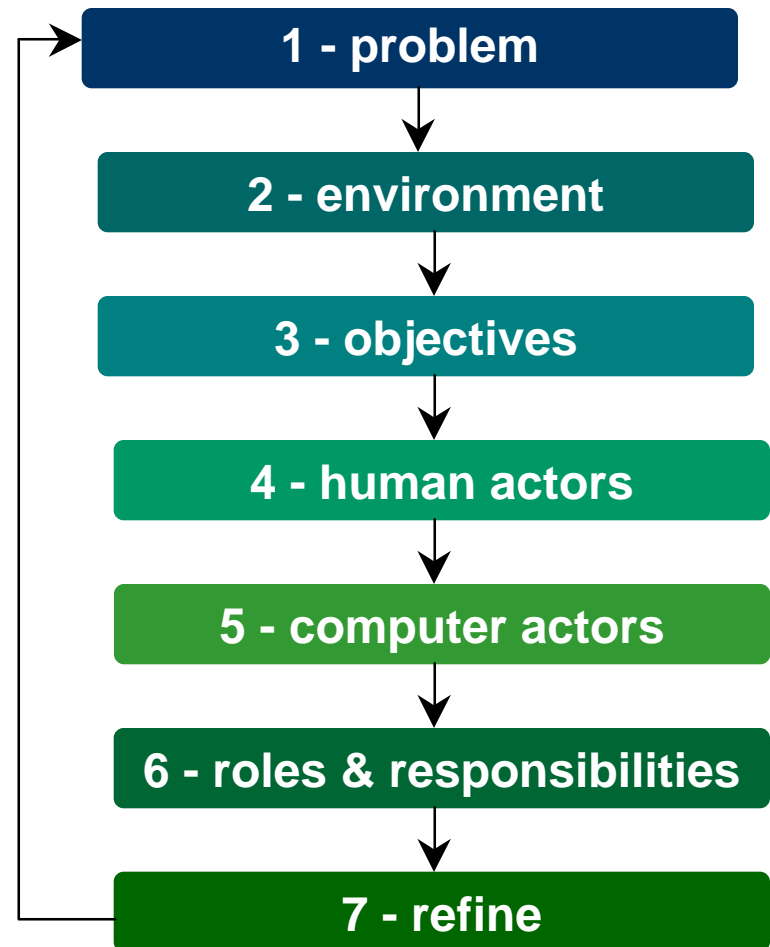 1 - problem
2 - environment
3 - objectives
4 - human actors
5 - computer actors
6 - roles & responsibilities
7 - refine